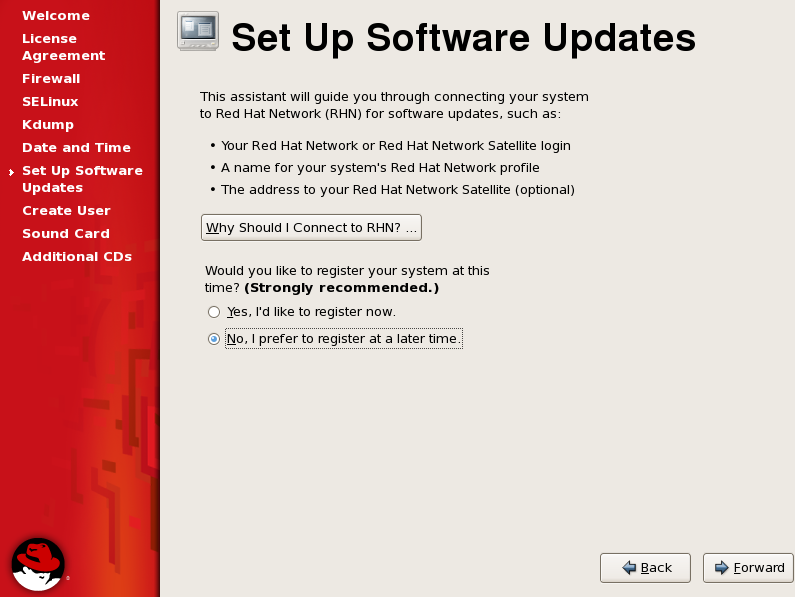 Welcome
License
Agreement
Firewall
SELinux
Kdump
Date and Time
Set Up Software
Updates
Create User
Sound Card
Additional CDs
Set Up Software Updates
This assistant will guide you through connecting your system
to Red Hat Network (RHN) for software updates, such as:
• Your Red Hat Network or Red Hat Network Satellite login
• A name for your system's Red Hat Network profile
• The address to your Red Hat Network Satellite (optional)
Why Should I Connect to RHN? ...
Would you like to register your system at this
time? (Strongly recommended.)
Yes, I'd like to register now.
No, I prefer to register at a later time.
Back
Forward